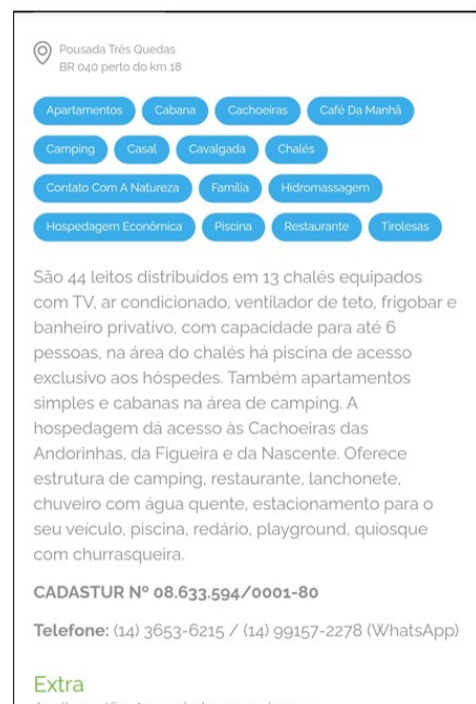 Pousada Três Quedas
BR 040 perto do km 18
Apartamentos Cabana Cachoeiras Café Da Manhã
Camping Casal Cavalgada Chalés
Contato Com A Natureza Família Hidromassagem
Hospedagem Econômica Piscina Restaurante Tirolesas
São 44 leitos distribuídos em 13 chalés equipados
com TV, ar condicionado, ventilador de teto, frigobar e
banheiro privativo, com capacidade para até 6
pessoas, na área do chalés há piscina de acesso
exclusivo aos hóspedes. Também apartamentos
simples e cabanas na área de camping. A
hospedagem dá acesso às Cachoeiras das
Andorinhas, da Figueira e da Nascente. Oferece
estrutura de camping, restaurante, lanchonete,
chuveiro com água quente, estacionamento para o
seu veículo, piscina, redário, playground, quiosque
com churrasqueira.
CADASTUR Nº 08.633.594/0001-80
Telefone: (14) 3653-6215 / (14) 99157-2278 (WhatsApp)
Extra